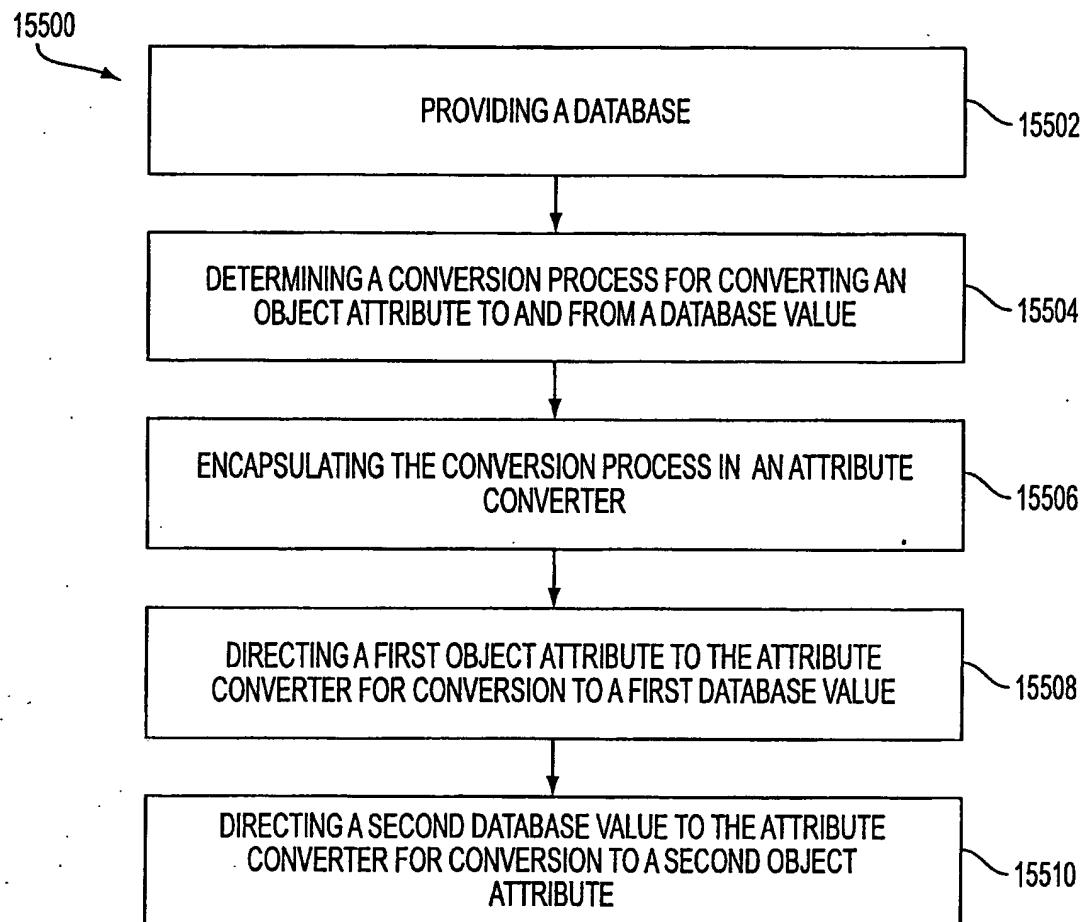 15500
PROVIDING A DATABASE
15502
DETERMINING A CONVERSION PROCESS FOR CONVERTING AN
OBJECT ATTRIBUTE TO AND FROM A DATABASE VALUE
15504
ENCAPSULATING THE CONVERSION PROCESS IN AN ATTRIBUTE
CONVERTER
15506
DIRECTING A FIRST OBJECT ATTRIBUTE TO THE ATTRIBUTE
CONVERTER FOR CONVERSION TO A FIRST DATABASE VALUE
15508
DIRECTING A SECOND DATABASE VALUE TO THE ATTRIBUTE
CONVERTER FOR CONVERSION TO A SECOND OBJECT
ATTRIBUTE
15510